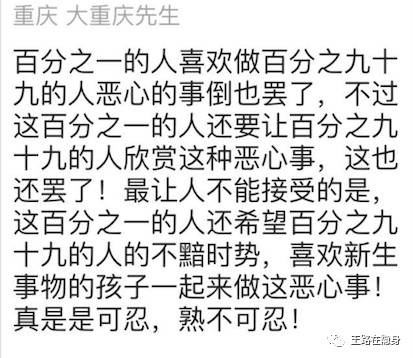 重庆 大重庆先生
百分之一的人喜欢做百分之九十
九的人恶心的事倒也罢了，不过
这百分之一的人还要让百分之九
十九的人欣赏这种恶心事，这也
还罢了！最让人不能接受的是，
这百分之一的人还希望百分之九
十九的人的不黯时势，喜欢新生
事物的孩子一起来做这恶心事！
真是是可忍，熟不可忍！
王路在隐身